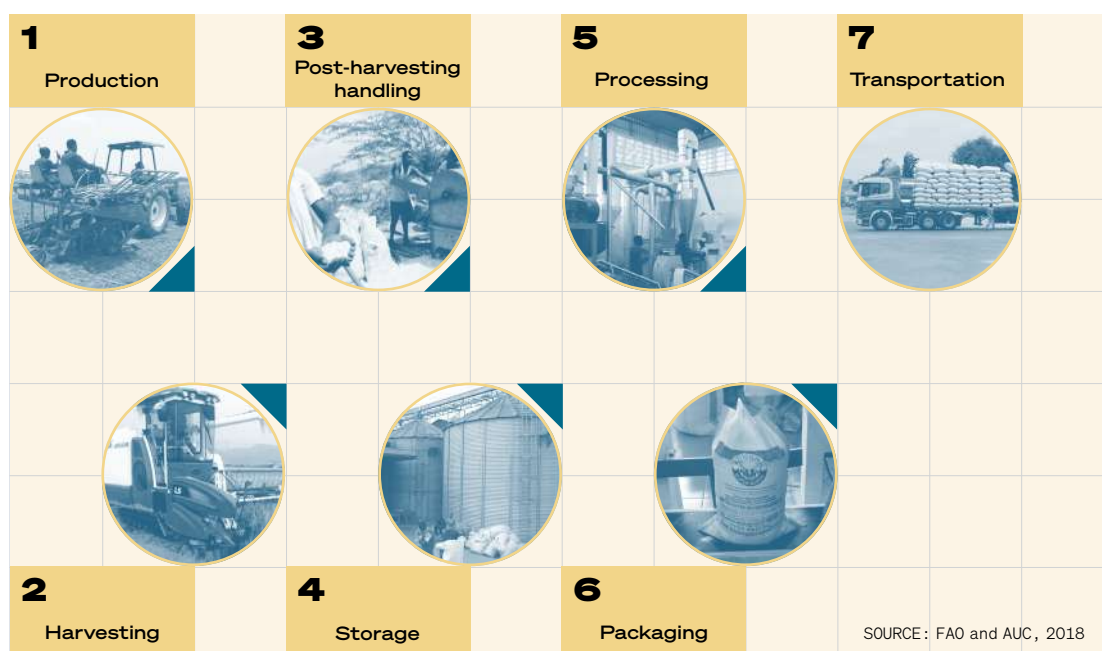 1
Production
3
Post-harvesting
handling
5
Processing
7
Transportation
2
Harvesting
4
Storage
6
Packaging
SOURCE: FAO and AUC, 2018